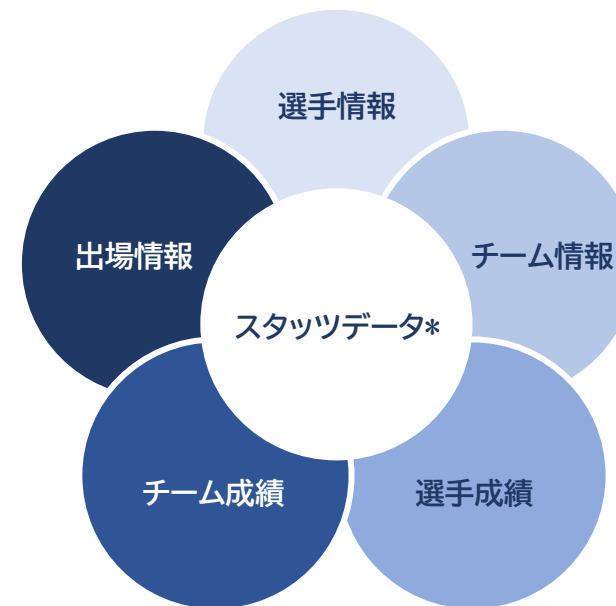 選手情報
出場情報
チーム情報
スタッツデータ*
チーム成績
選手成績